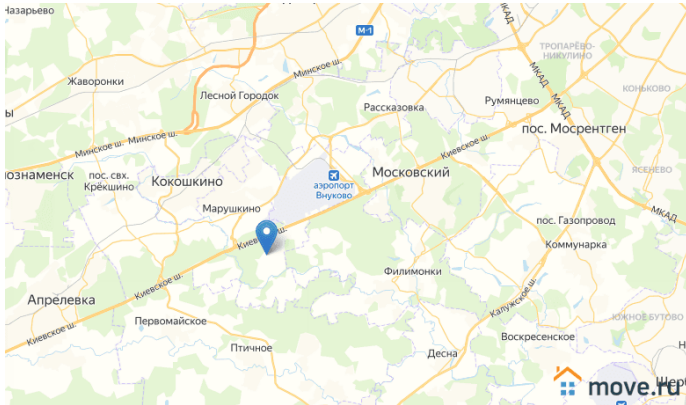 Назарьево
М-1
ТРОПАРЁВО-
НИКУЛИНО
МКАД
Минское ш.
Жаворонки
КОНЬКОВО
Лесной Городок
Рассказовка
Румянцево
МКАД
ы
пос. Мосрентген
Киевское ш.
Минское ш.
Минское ш.
ЯСЕНЕВО
ознаменск
пос. свх.
Крёкшино
Кокошкино
аэропорт
Внуково
Московский
Марушкино
МКАД
пос. Газопровод
Коммунарка
Филимонки
Киевское ш.
Апрелевка
Калужское ш.
Первомайское
ЮЖНОЕ БУТОВО
Киевское ш.
Воскресенское
Птичное
Десна
Н
move.ru